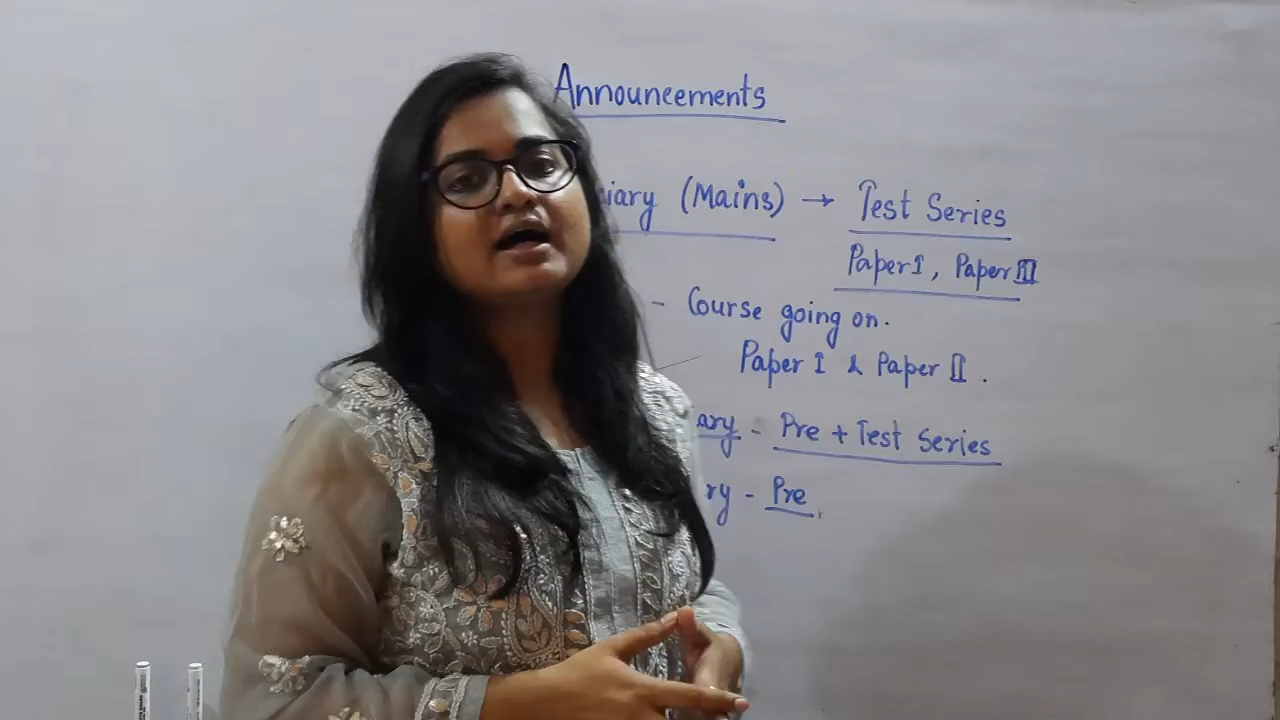 Announcements
iary (Mains) → Test Series
Paper I, Paper III
- Course going on.
Paper I & Paper II.
ary - Pre + Test Series
ry - Pre